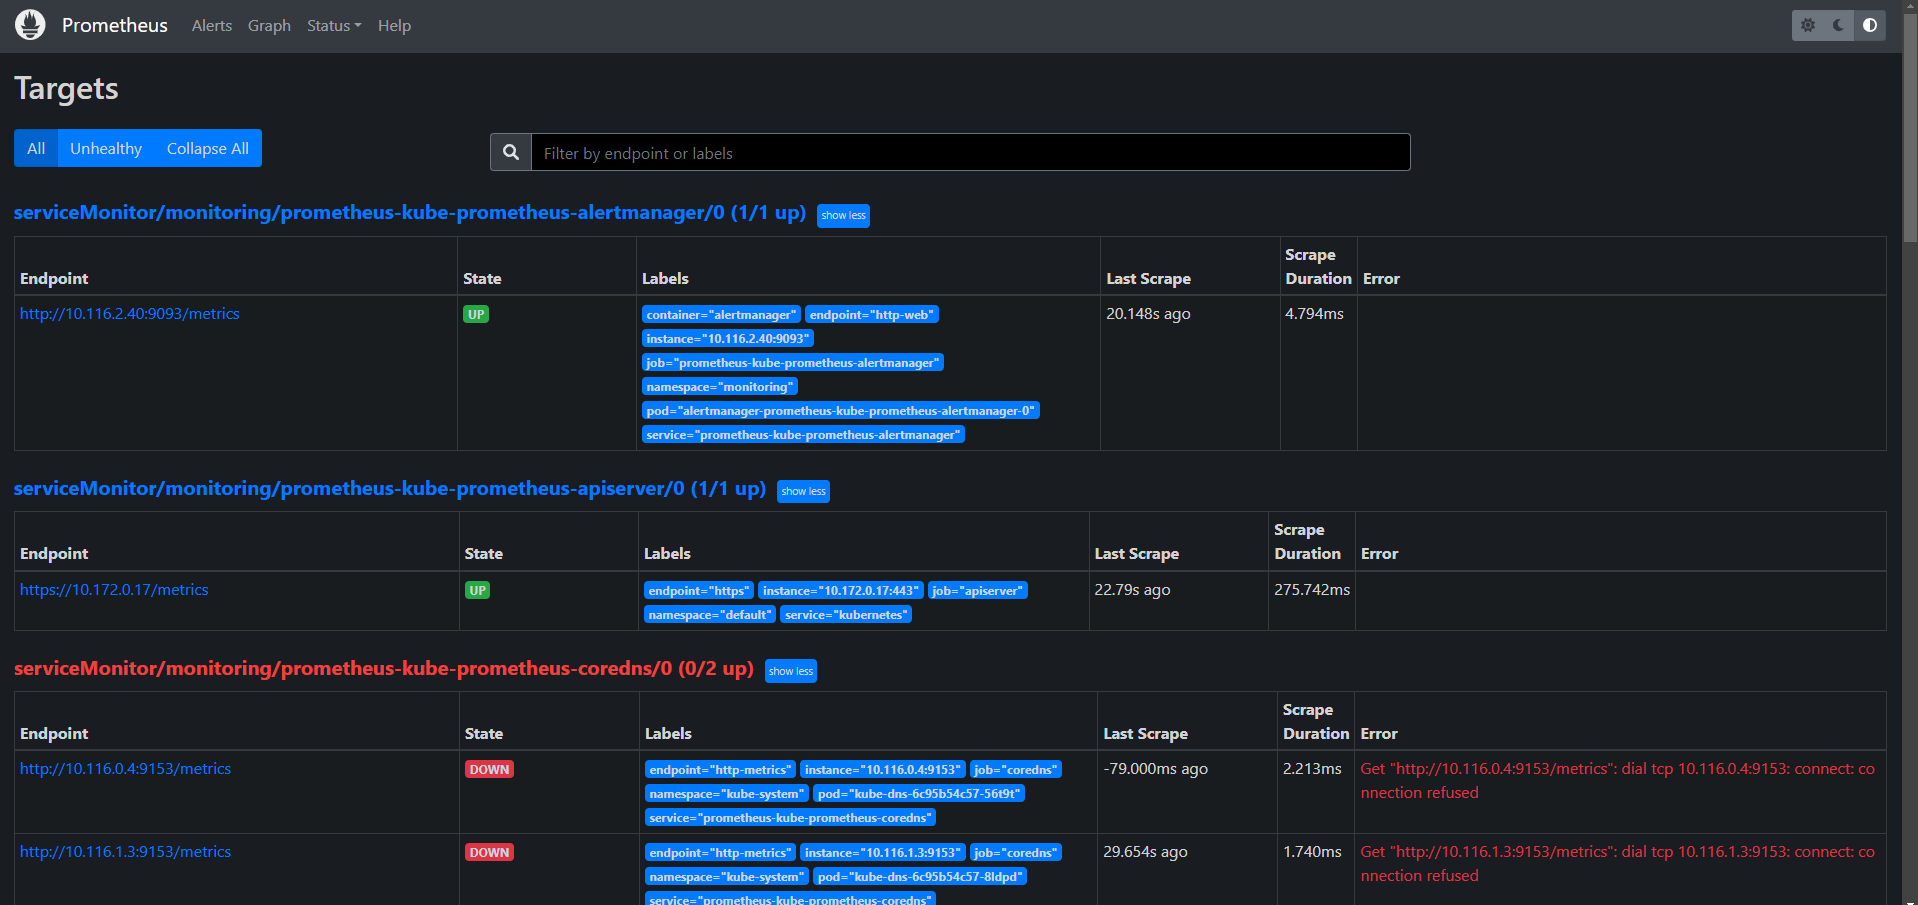 Prometheus Alerts Graph Status Help
Targets
All Unhealthy Collapse All
Filter by endpoint or labels
serviceMonitor/monitoring/prometheus-kube-prometheus-alertmanager/0 (1/1 up) show less
Endpoint State Labels Last Scrape Scrape Duration Error
http://10.116.2.40:9093/metrics UP container="alertmanager" endpoint="http-web" 20.148s ago 4.794ms
instance="10.116.2.40:9093"
job="prometheus-kube-prometheus-alertmanager"
namespace="monitoring"
pod="alertmanager-prometheus-kube-prometheus-alertmanager-0"
service="prometheus-kube-prometheus-alertmanager"
serviceMonitor/monitoring/prometheus-kube-prometheus-apiserver/0 (1/1 up) show less
Endpoint State Labels Last Scrape Scrape Duration Error
https://10.172.0.17/metrics UP endpoint="https" instance="10.172.0.17:443" job="apiserver" 22.79s ago 275.742ms
namespace="default" service="kubernetes"
serviceMonitor/monitoring/prometheus-kube-prometheus-coredns/0 (0/2 up) show less
Endpoint State Labels Last Scrape Scrape Duration Error
http://10.116.0.4:9153/metrics DOWN endpoint="http-metrics" instance="10.116.0.4:9153" job="coredns" -79.000ms ago 2.213ms Get "http://10.116.0.4:9153/metrics": dial tcp 10.116.0.4:9153: connect: co
namespace="kube-system" pod="kube-dns-6c95b54c57-56t9t" nnection refused
service="prometheus-kube-prometheus-coredns"
http://10.116.1.3:9153/metrics DOWN endpoint="http-metrics" instance="10.116.1.3:9153" job="coredns" 29.654s ago 1.740ms Get "http://10.116.1.3:9153/metrics": dial tcp 10.116.1.3:9153: connect: co
namespace="kube-system" pod="kube-dns-6c95b54c57-8ldpd" nnection refused
service="prometheus-kube-prometheus-coredns"